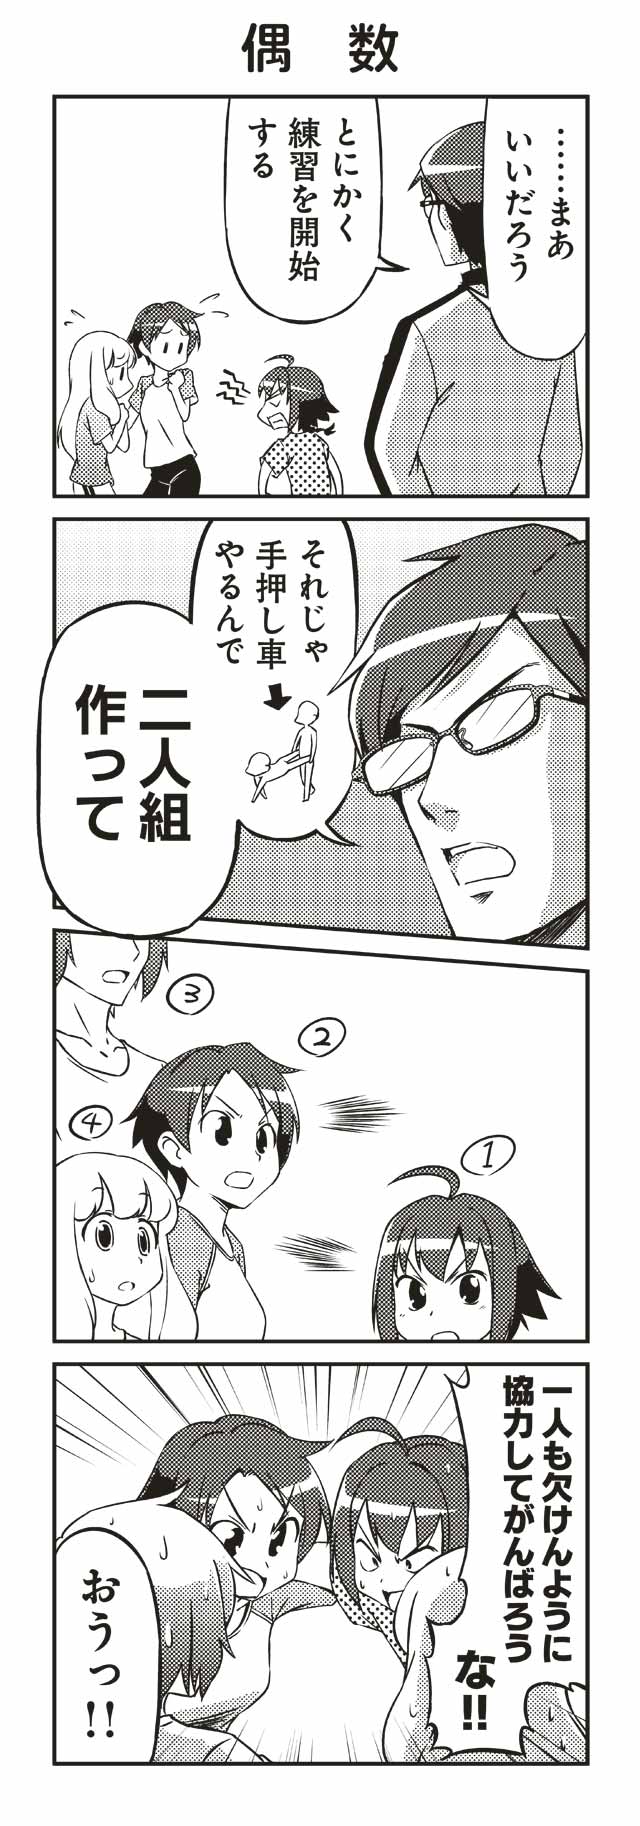 偶数
……まあ
いいだろう
とにかく
練習を開始
する
それじゃ
手押し車
やるんで
二人組
作って
③
②
④
①
一人も欠けんように
協力してがんばろう
な!!
おうっ!!